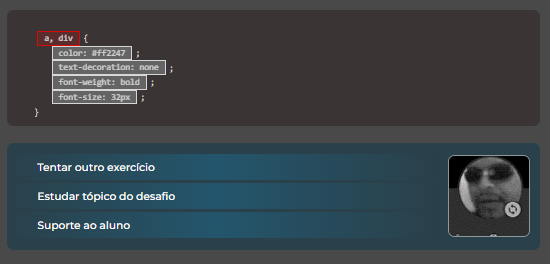 a, div {
color: #ff2247 ;
text-decoration: none ;
font-weight: bold ;
font-size: 32px ;
}
Tentar outro exercício
Estudar tópico do desafio
Suporte ao aluno